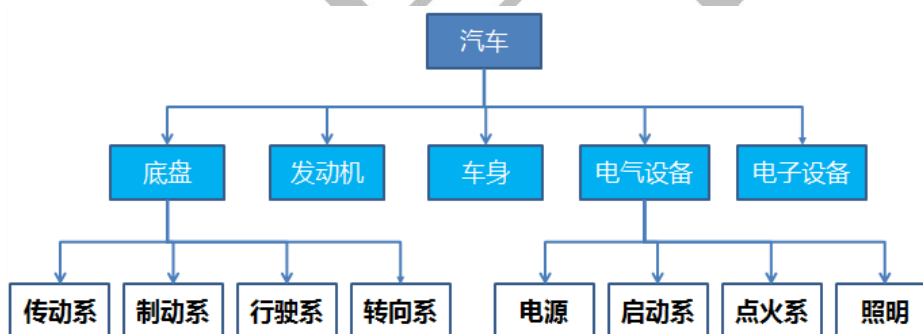 汽车
底盘 发动机 车身 电气设备 电子设备
传动系 制动系 行驶系 转向系 电源 启动系 点火系 照明